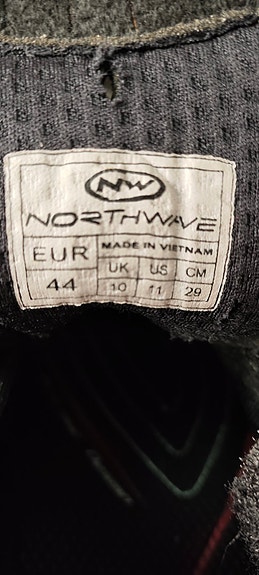 NW
NORTHWAVE
EUR MADE IN VIETNAM
UK US CM
44 10 11 29